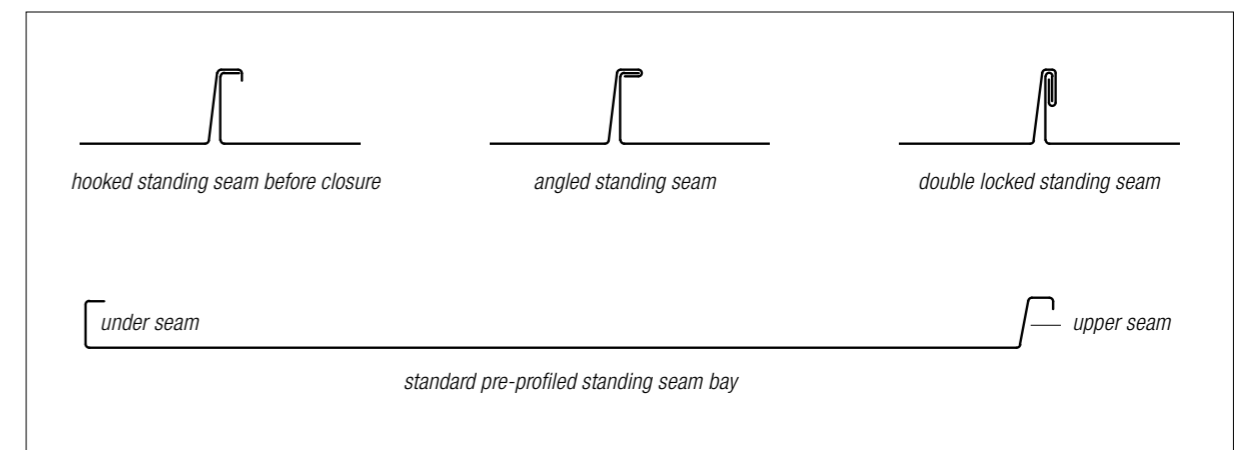 hooked standing seam before closure
angled standing seam
double locked standing seam
under seam
upper seam
standard pre-profiled standing seam bay